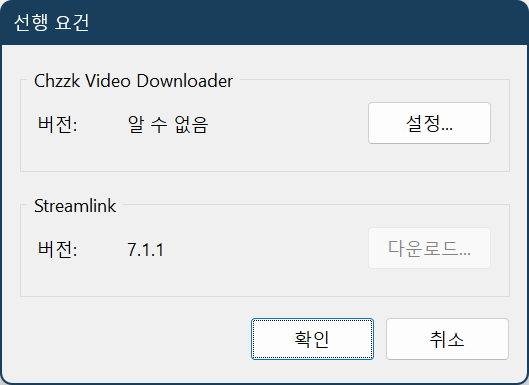 선행 요건
Chzzk Video Downloader
버전: 알 수 없음 설정...
Streamlink
버전: 7.1.1 다운로드...
확인 취소